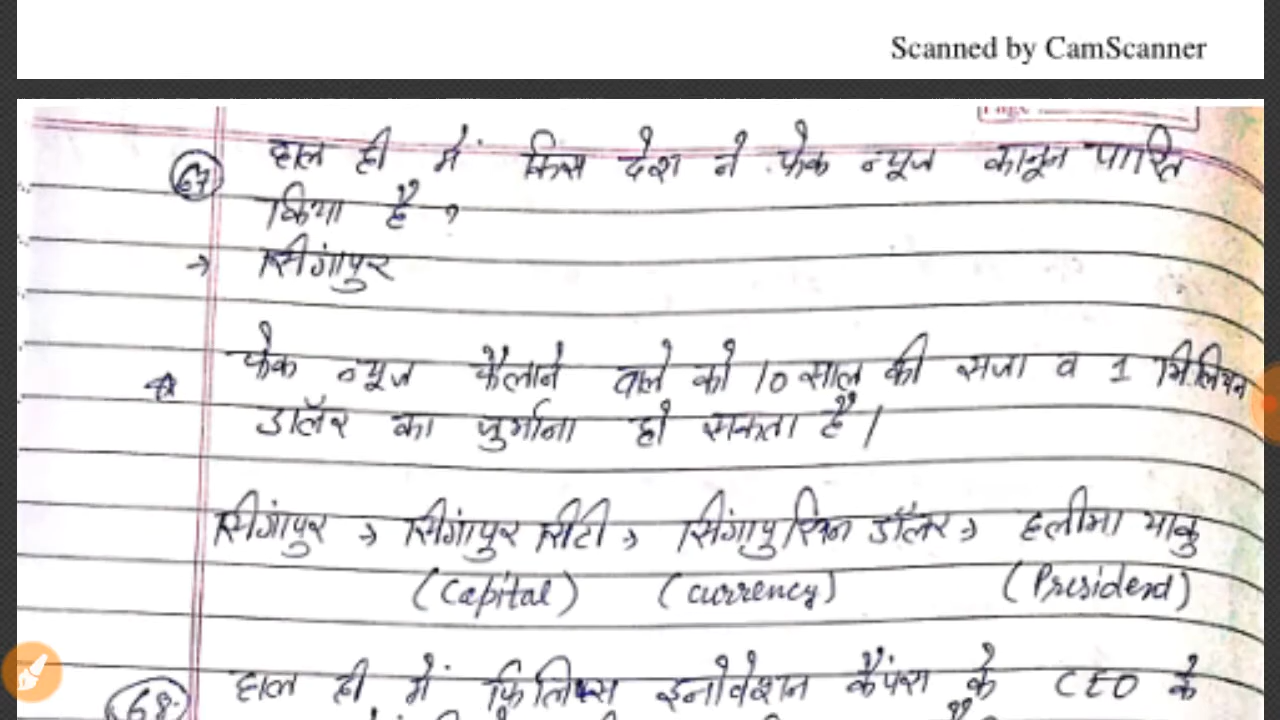 Scanned by CamScanner
67 हाल ही में किस देश ने फेक न्यूज कानून पारित
किया है ?
→ सिंगापुर
* फेक न्यूज फैलाने वाले को 10 साल की सजा व 1 मिलियन
डॉलर का जुर्माना हो सकता है ।
सिंगापुर → सिंगापुर सिटी → सिंगापुरियन डॉलर → हलीमा याकु
(Capital) (currency) (President)
68 हाल ही में फिलिप्स इनोवेशन कैंपस के CEO के